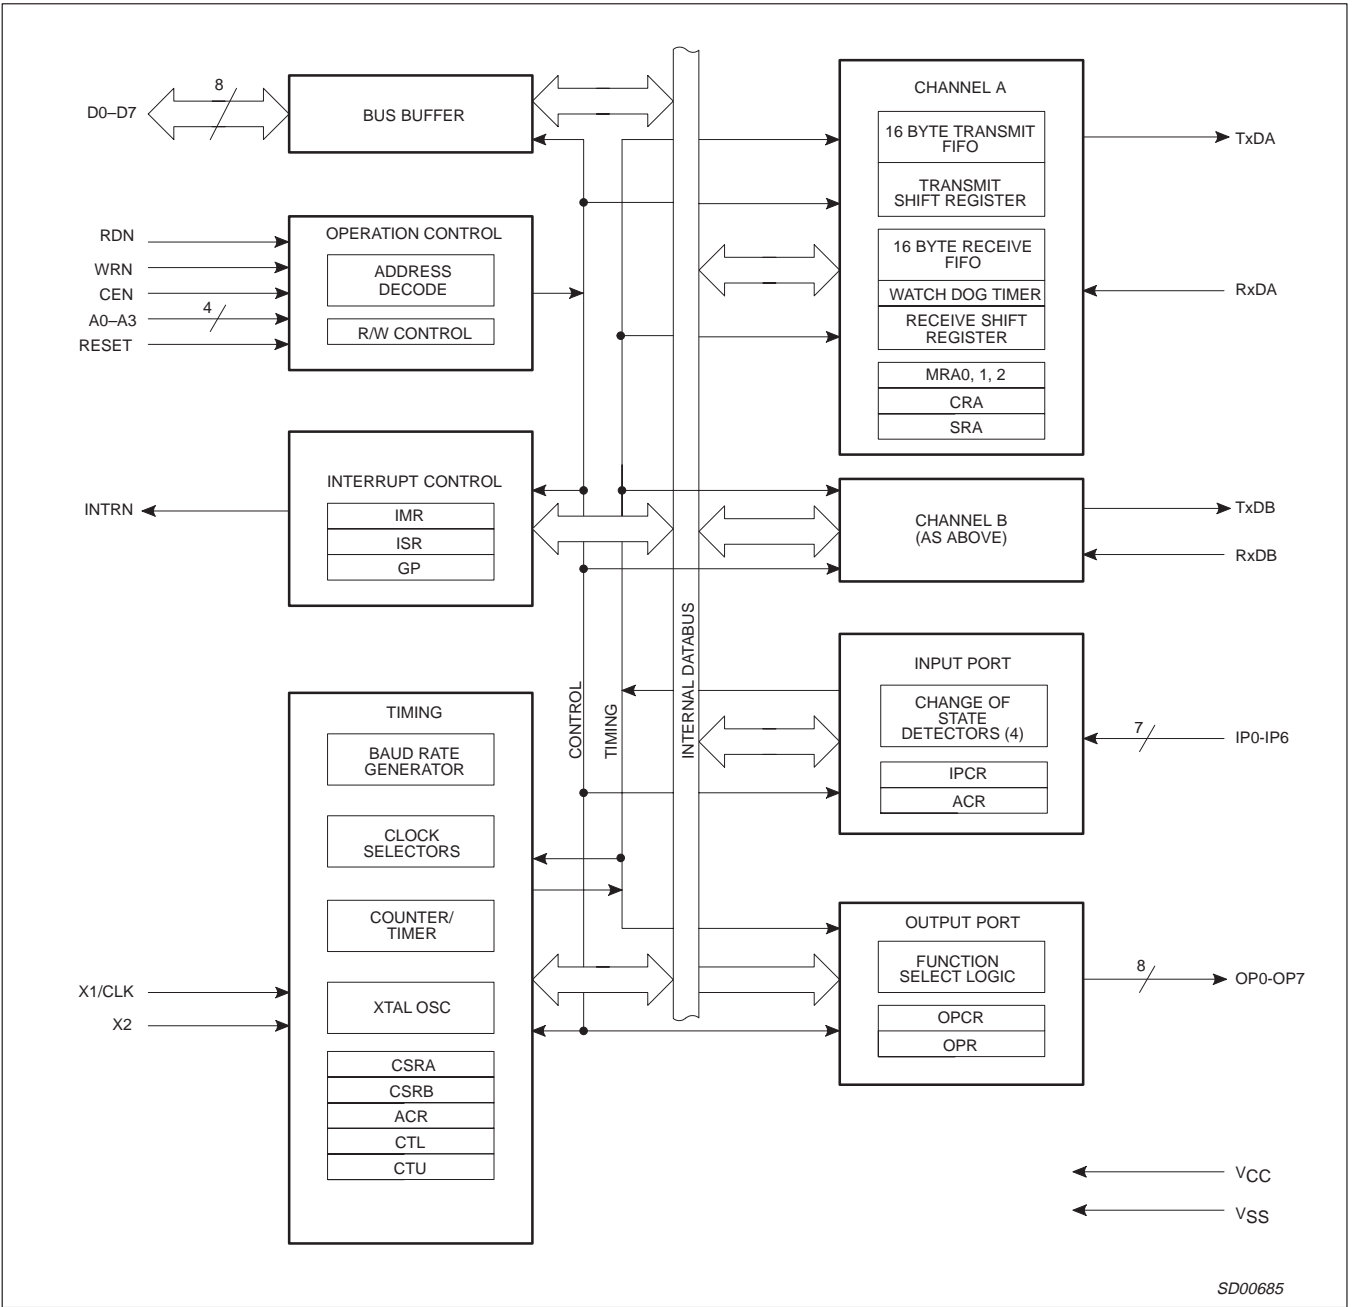 D0–D7
8
BUS BUFFER
RDN
WRN
CEN
A0–A3
4
RESET
OPERATION CONTROL
ADDRESS
DECODE
R/W CONTROL
INTRN
INTERRUPT CONTROL
IMR
ISR
GP
TIMING
BAUD RATE
GENERATOR
CLOCK
SELECTORS
COUNTER/
TIMER
XTAL OSC
CSRA
CSRB
ACR
CTL
CTU
X1/CLK
X2
CONTROL
TIMING
INTERNAL DATABUS
CHANNEL A
16 BYTE TRANSMIT
FIFO
TRANSMIT
SHIFT REGISTER
16 BYTE RECEIVE
FIFO
WATCH DOG TIMER
RECEIVE SHIFT
REGISTER
MRA0, 1, 2
CRA
SRA
TxDA
RxDA
CHANNEL B
(AS ABOVE)
TxDB
RxDB
INPUT PORT
CHANGE OF
STATE
DETECTORS (4)
IPCR
ACR
7
IP0-IP6
OUTPUT PORT
FUNCTION
SELECT LOGIC
OPCR
OPR
8
OP0-OP7
VCC
VSS
SD00685